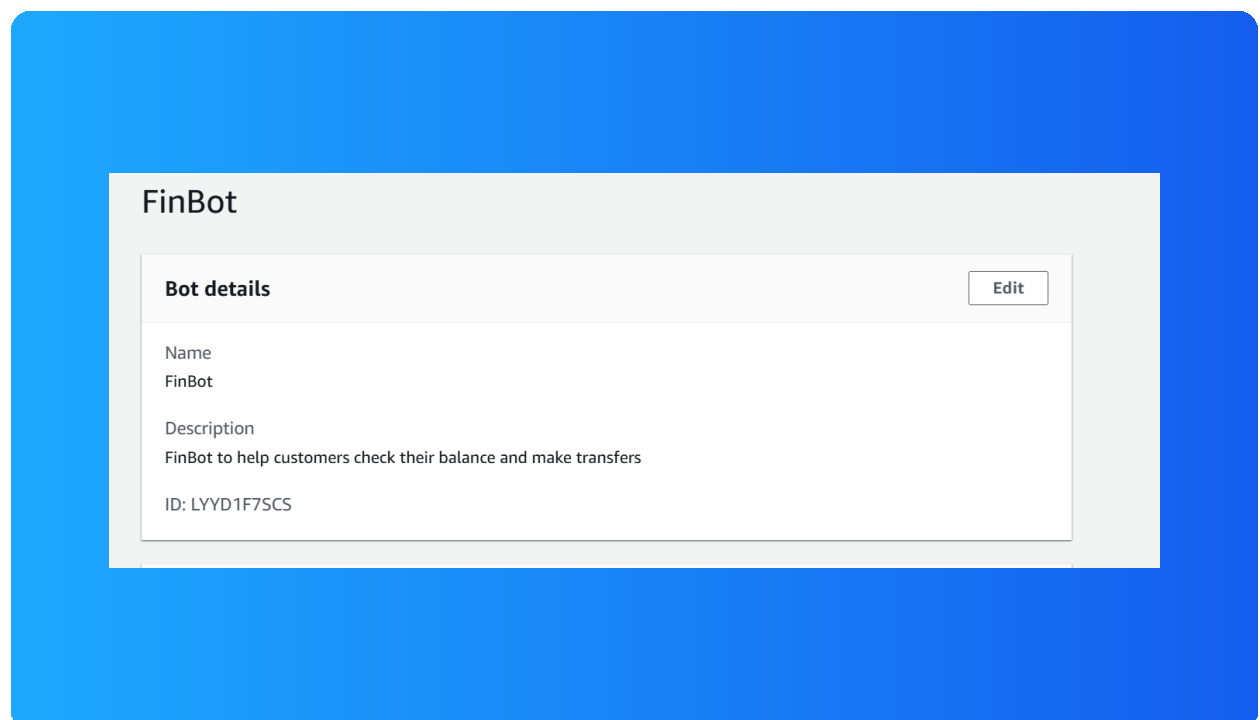 FinBot
Bot details
Edit
Name
FinBot
Description
FinBot to help customers check their balance and make transfers
ID: LYYD1F7SCS